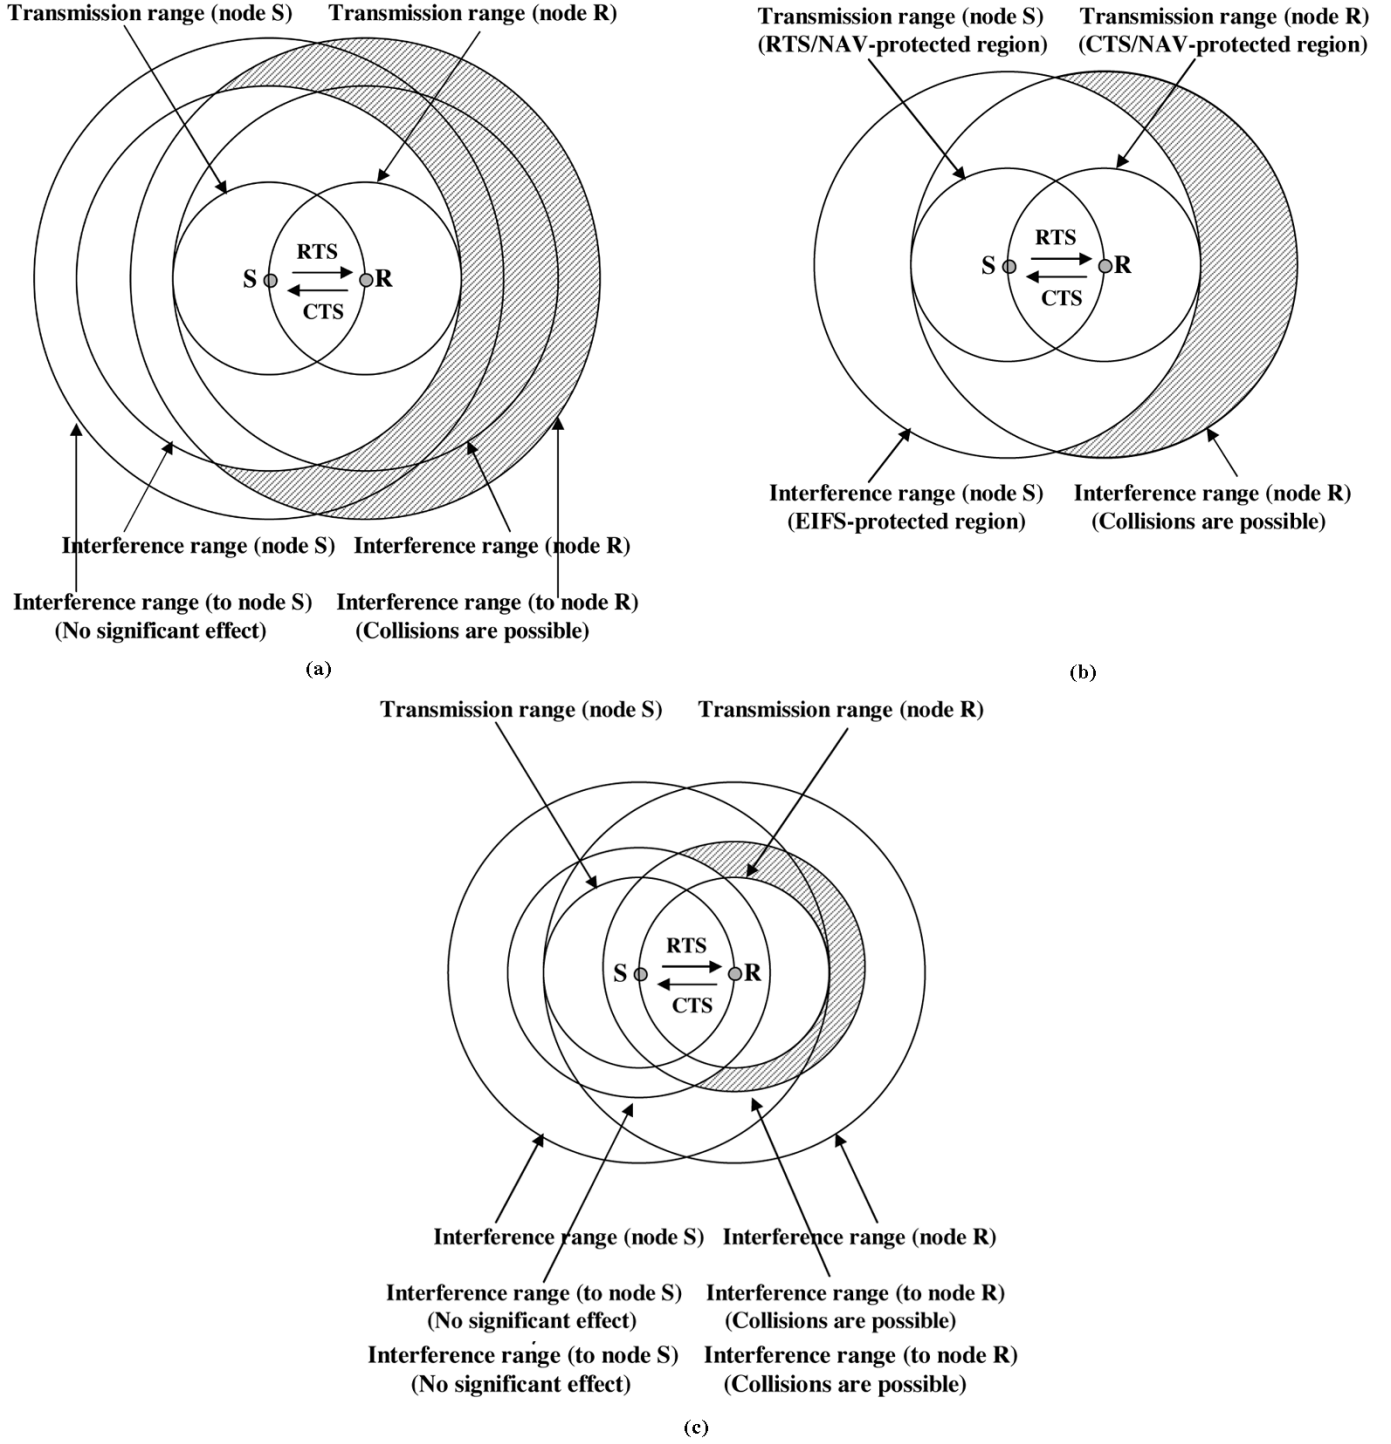 Transmission range (node S)
Transmission range (node R)
RTS
S
R
CTS
Interference range (node S)
Interference range (node R)
Interference range (to node S)
(No significant effect)
Interference range (to node R)
(Collisions are possible)
(a)
Transmission range (node S)
(RTS/NAV-protected region)
Transmission range (node R)
(CTS/NAV-protected region)
RTS
S
R
CTS
Interference range (node S)
(EIFS-protected region)
Interference range (node R)
(Collisions are possible)
(b)
Transmission range (node S)
Transmission range (node R)
RTS
S
R
CTS
Interference range (node S)
Interference range (node R)
Interference range (to node S)
(No significant effect)
Interference range (to node R)
(Collisions are possible)
Interference range (to node S)
(No significant effect)
Interference range (to node R)
(Collisions are possible)
(c)